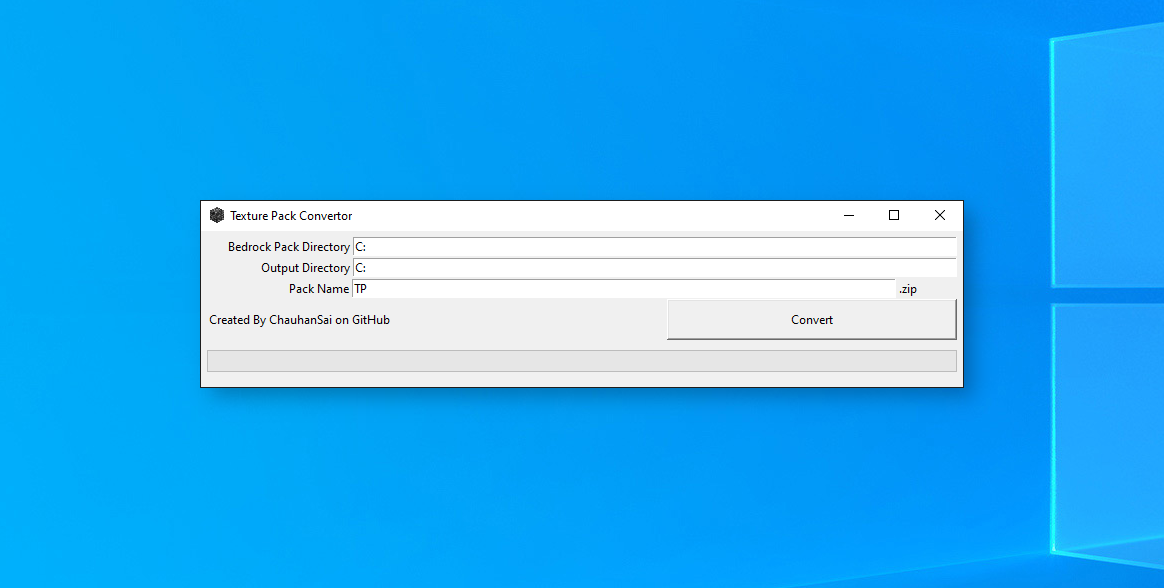 Texture Pack Convertor
Bedrock Pack Directory C:
Output Directory C:
Pack Name TP .zip
Created By ChauhanSai on GitHub Convert